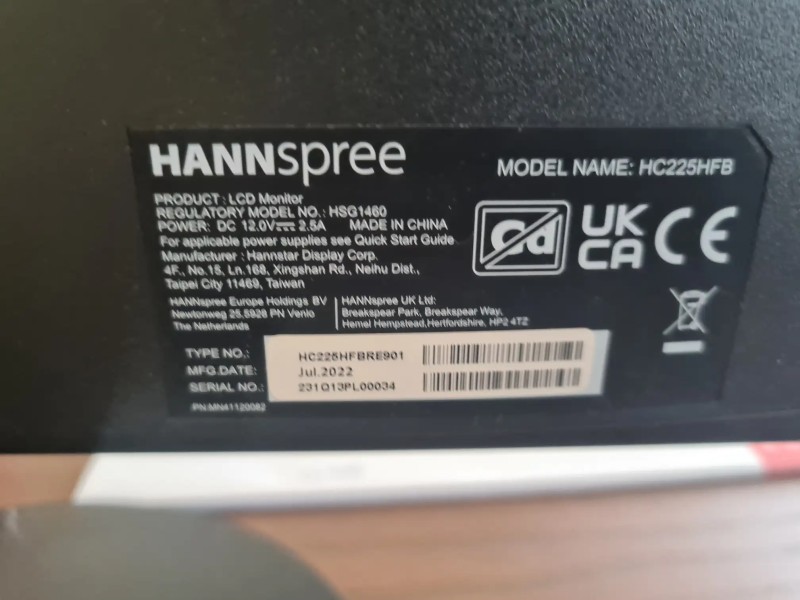 HANNspree
MODEL NAME: HC225HFB
PRODUCT : LCD Monitor
REGULATORY MODEL NO. : HSG1460
POWER: DC 12.0V⎓ 2.5A MADE IN CHINA
For applicable power supplies see Quick Start Guide
Manufacturer : Hannstar Display Corp.
4F., No.15, Ln.168, Xingshan Rd., Neihu Dist.,
Taipei City 11469, Taiwan
Cd
UK
CA
CE
HANNspree Europe Holdings BV
Newtonweg 25,5928 PN Venlo
The Netherlands
HANNspree UK Ltd:
Breakspear Park, Breakspear Way,
Hemel Hempstead,Hertfordshire, HP2 4TZ
TYPE NO.: HC225HFBRE901
MFG.DATE: Jul.2022
SERIAL NO.: 231Q13PL00034
PN:MN41120082